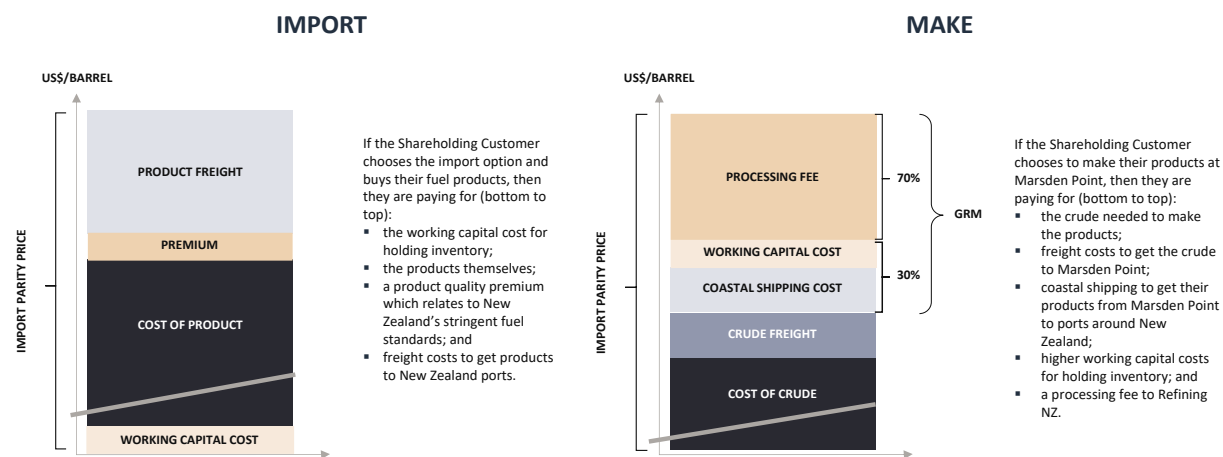 IMPORT
US$/BARREL
IMPORT PARITY PRICE
PRODUCT FREIGHT
PREMIUM
COST OF PRODUCT
WORKING CAPITAL COST
If the Shareholding Customer
chooses the import option and
buys their fuel products, then
they are paying for (bottom to
top):
▪ the working capital cost for
holding inventory;
▪ the products themselves;
▪ a product quality premium
which relates to New
Zealand's stringent fuel
standards; and
▪ freight costs to get products
to New Zealand ports.
MAKE
US$/BARREL
IMPORT PARITY PRICE
PROCESSING FEE
WORKING CAPITAL COST
COASTAL SHIPPING COST
CRUDE FREIGHT
COST OF CRUDE
70%
30%
GRM
If the Shareholding Customer
chooses to make their products at
Marsden Point, then they are
paying for (bottom to top):
▪ the crude needed to make
the products;
▪ freight costs to get the crude
to Marsden Point;
▪ coastal shipping to get their
products from Marsden Point
to ports around New
Zealand;
▪ higher working capital costs
for holding inventory; and
▪ a processing fee to Refining
NZ.